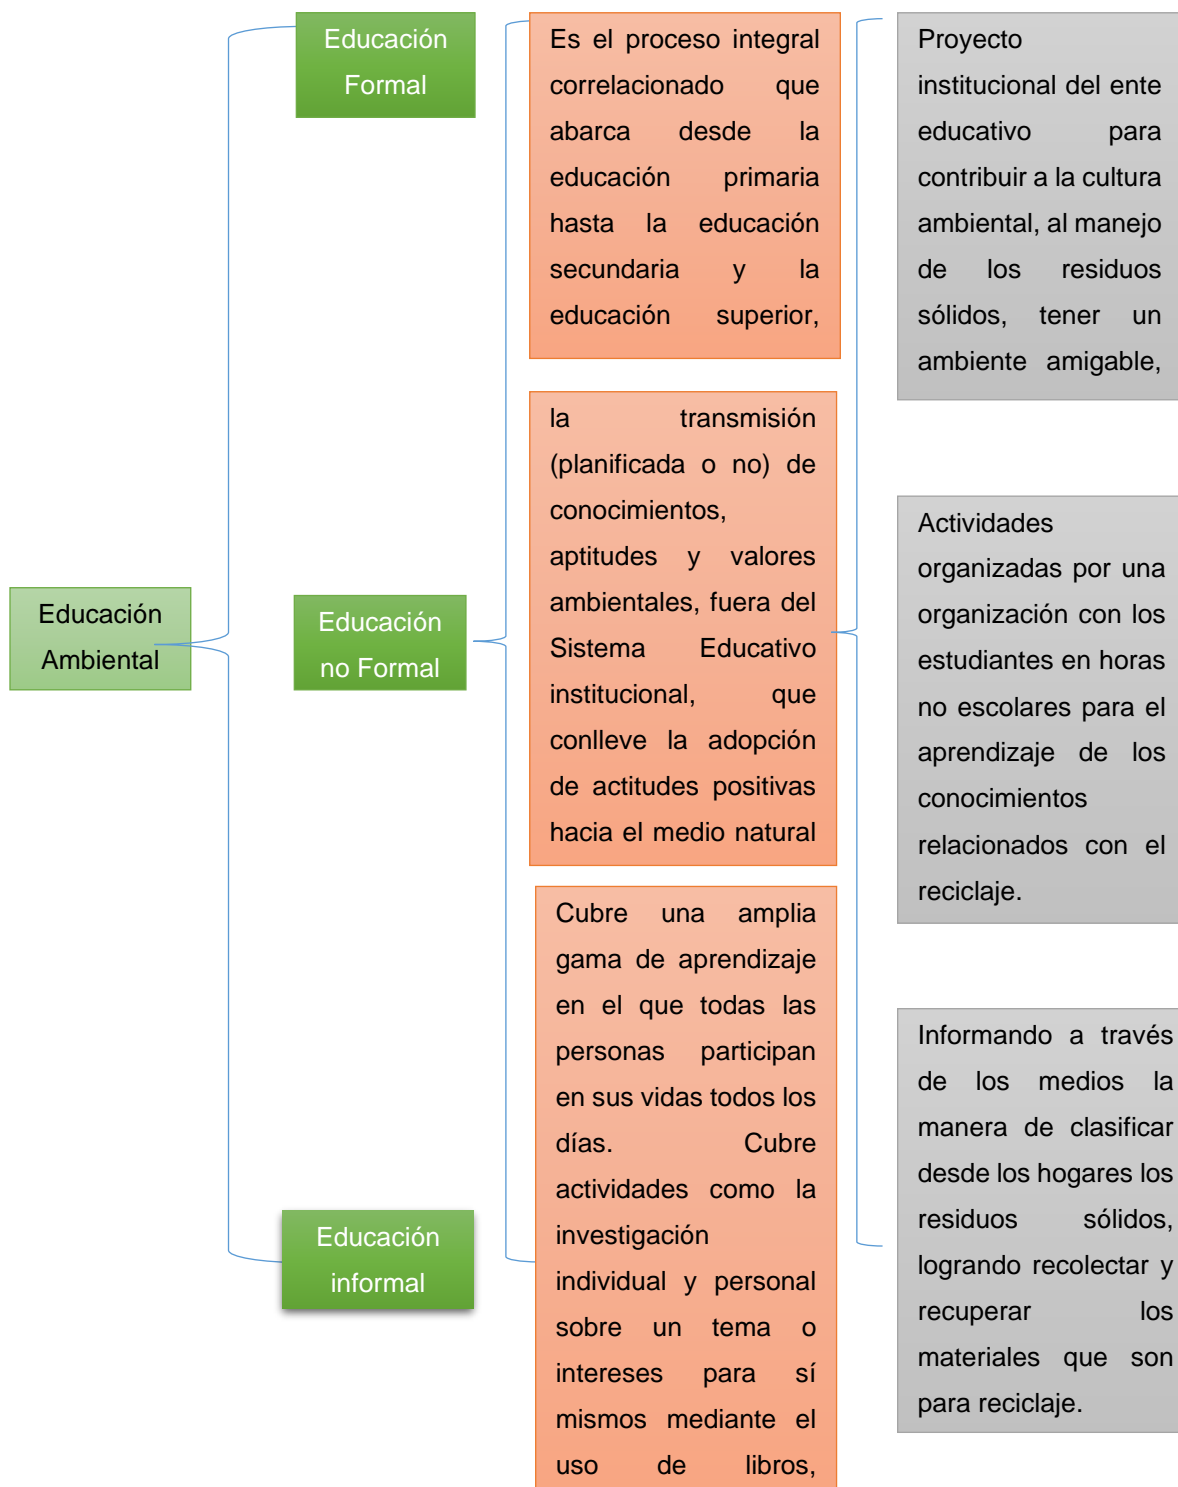 Educación
Ambiental
Educación
Formal
Educación
no Formal
Educación
informal
Es el proceso integral
correlacionado que
abarca desde la
educación primaria
hasta la educación
secundaria y la
educación superior,
la transmisión
(planificada o no) de
conocimientos,
aptitudes y valores
ambientales, fuera del
Sistema Educativo
institucional, que
conlleve la adopción
de actitudes positivas
hacia el medio natural
Cubre una amplia
gama de aprendizaje
en el que todas las
personas participan
en sus vidas todos los
días. Cubre
actividades como la
investigación
individual y personal
sobre un tema o
intereses para sí
mismos mediante el
uso de libros,
Proyecto
institucional del ente
educativo para
contribuir a la cultura
ambiental, al manejo
de los residuos
sólidos, tener un
ambiente amigable,
Actividades
organizadas por una
organización con los
estudiantes en horas
no escolares para el
aprendizaje de los
conocimientos
relacionados con el
reciclaje.
Informando a través
de los medios la
manera de clasificar
desde los hogares los
residuos sólidos,
logrando recolectar y
recuperar los
materiales que son
para reciclaje.